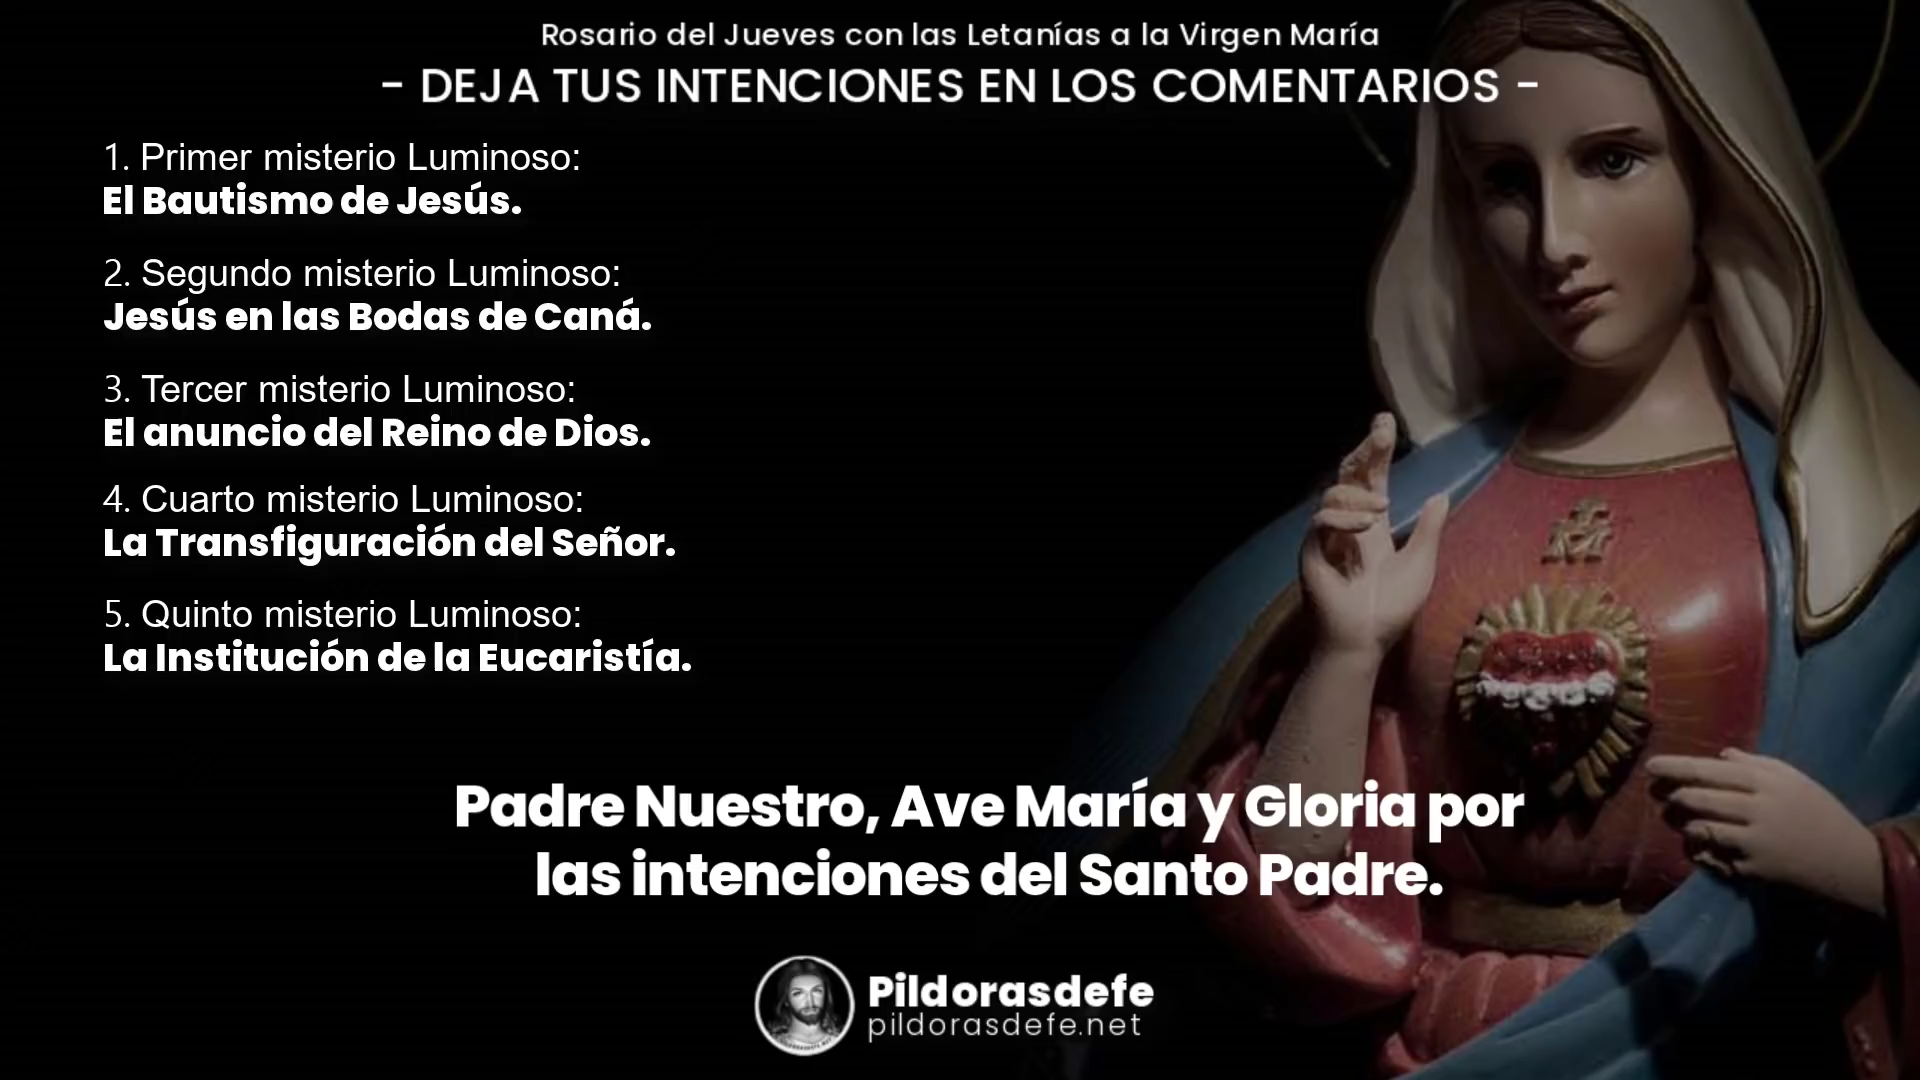 Rosario del Jueves con las Letanías a la Virgen María
- DEJA TUS INTENCIONES EN LOS COMENTARIOS -
1. Primer misterio Luminoso:
El Bautismo de Jesús.
2. Segundo misterio Luminoso:
Jesús en las Bodas de Caná.
3. Tercer misterio Luminoso:
El anuncio del Reino de Dios.
4. Cuarto misterio Luminoso:
La Transfiguración del Señor.
5. Quinto misterio Luminoso:
La Institución de la Eucaristía.
Padre Nuestro, Ave María y Gloria por
las intenciones del Santo Padre.
Pildorasdefe
pildorasdefe.net